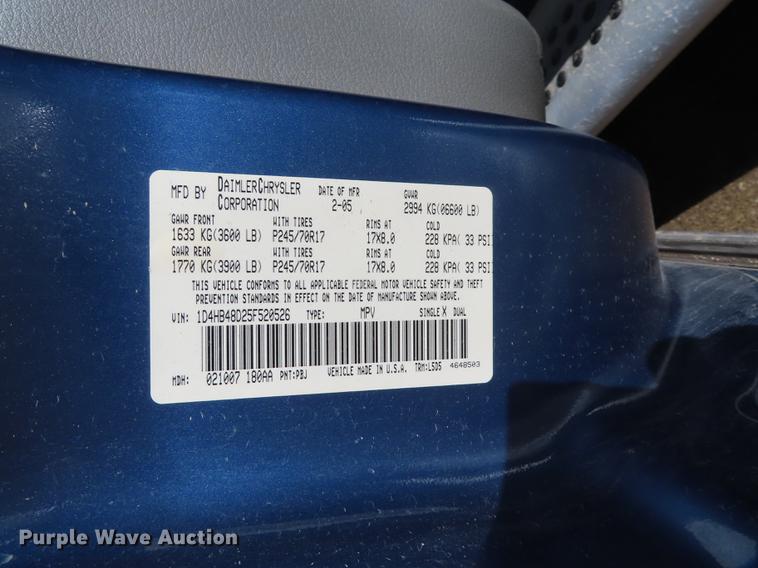 MFD BY DAIMLERCHRYSLER CORPORATION DATE OF MFR 2-05 GVWR 2994 KG(06600 LB)
GAWR FRONT WITH TIRES RIMS AT COLD
1633 KG(3600 LB) P245/70R17 17X8.0 228 KPA( 33 PSI)
GAWR REAR WITH TIRES RIMS AT COLD
1770 KG(3900 LB) P245/70R17 17X8.0 228 KPA( 33 PSI)
THIS VEHICLE CONFORMS TO ALL APPLICABLE FEDERAL MOTOR VEHICLE SAFETY AND THEFT
PREVENTION STANDARDS IN EFFECT ON THE DATE OF MANUFACTURE SHOWN ABOVE.
VIN: 1D4HB48D25F520526 TYPE: MPV SINGLE X DUAL
MDH: 021007 180AA PNT:PBJ VEHICLE MADE IN U.S.A. TRM:L5D5 4648503
Purple Wave Auction